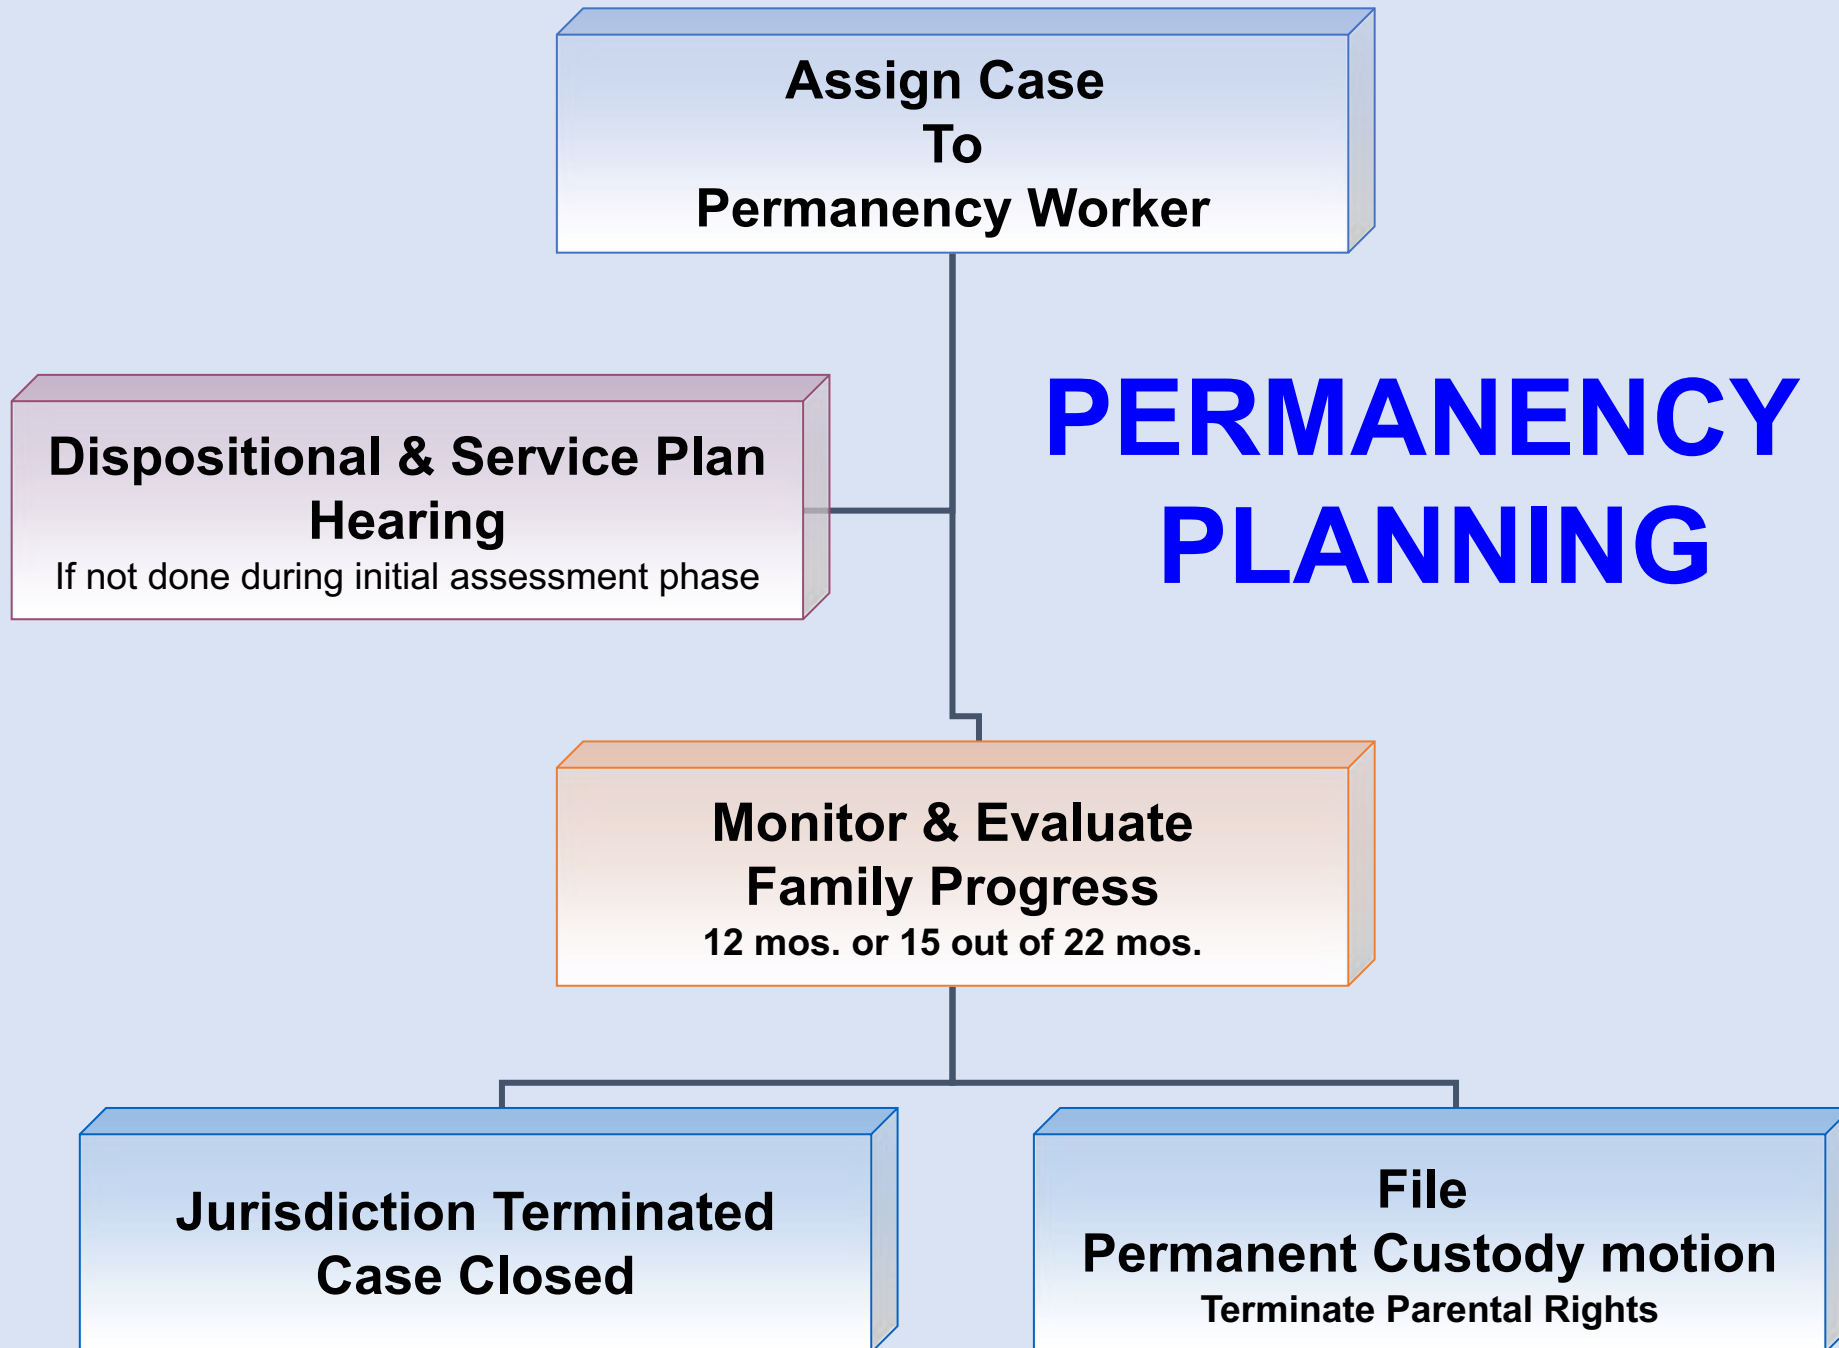 Assign Case
To
Permanency Worker
PERMANENCY
PLANNING
Dispositional & Service Plan
Hearing
If not done during initial assessment phase
Monitor & Evaluate
Family Progress
12 mos. or 15 out of 22 mos.
Jurisdiction Terminated
Case Closed
File
Permanent Custody motion
Terminate Parental Rights